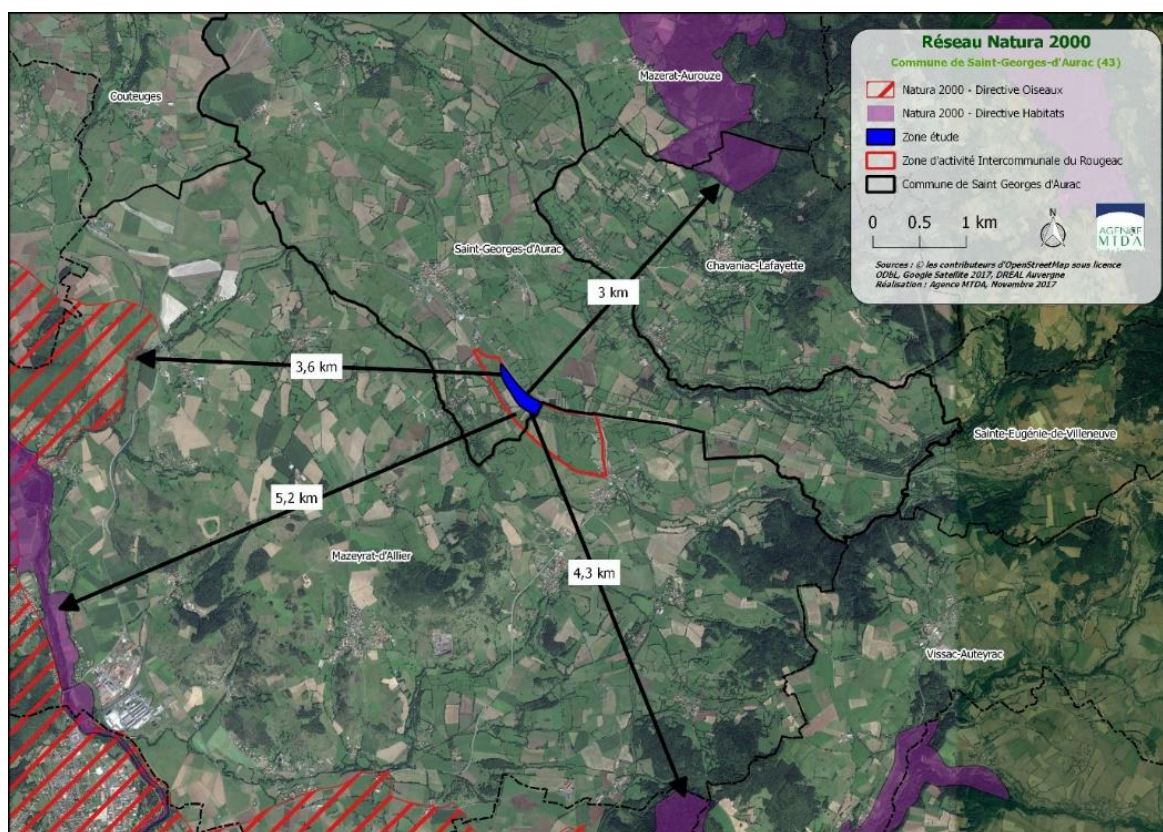 Réseau Natura 2000
Commune de Saint-Georges-d'Aurac (43)
Natura 2000 - Directive Oiseaux
Natura 2000 - Directive Habitats
Zone étude
Zone d'activité Intercommunale du Rougeac
Commune de Saint Georges d'Aurac
0 0.5 1 km
N
AGENCE
MTDA
Sources : © les contributeurs d'OpenStreetMap sous licence
ODbL, Google Satellite 2017, DREAL Auvergne
Réalisation : Agence MTDA, Novembre 2017
Mazerat-Aurouze
Couteuges
Saint-Georges-d'Aurac
Chavaniac-Lafayette
3 km
3,6 km
Sainte-Eugénie-de-Villeneuve
5,2 km
Mazeyrat-d'Allier
4,3 km
Vissac-Auteyrac